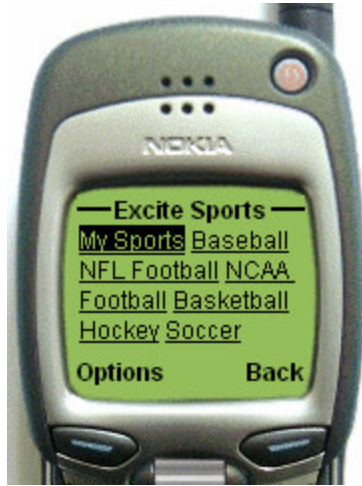 NOKIA
Excite Sports
My Sports Baseball
NFL Football NCAA
Football Basketball
Hockey Soccer
Options Back